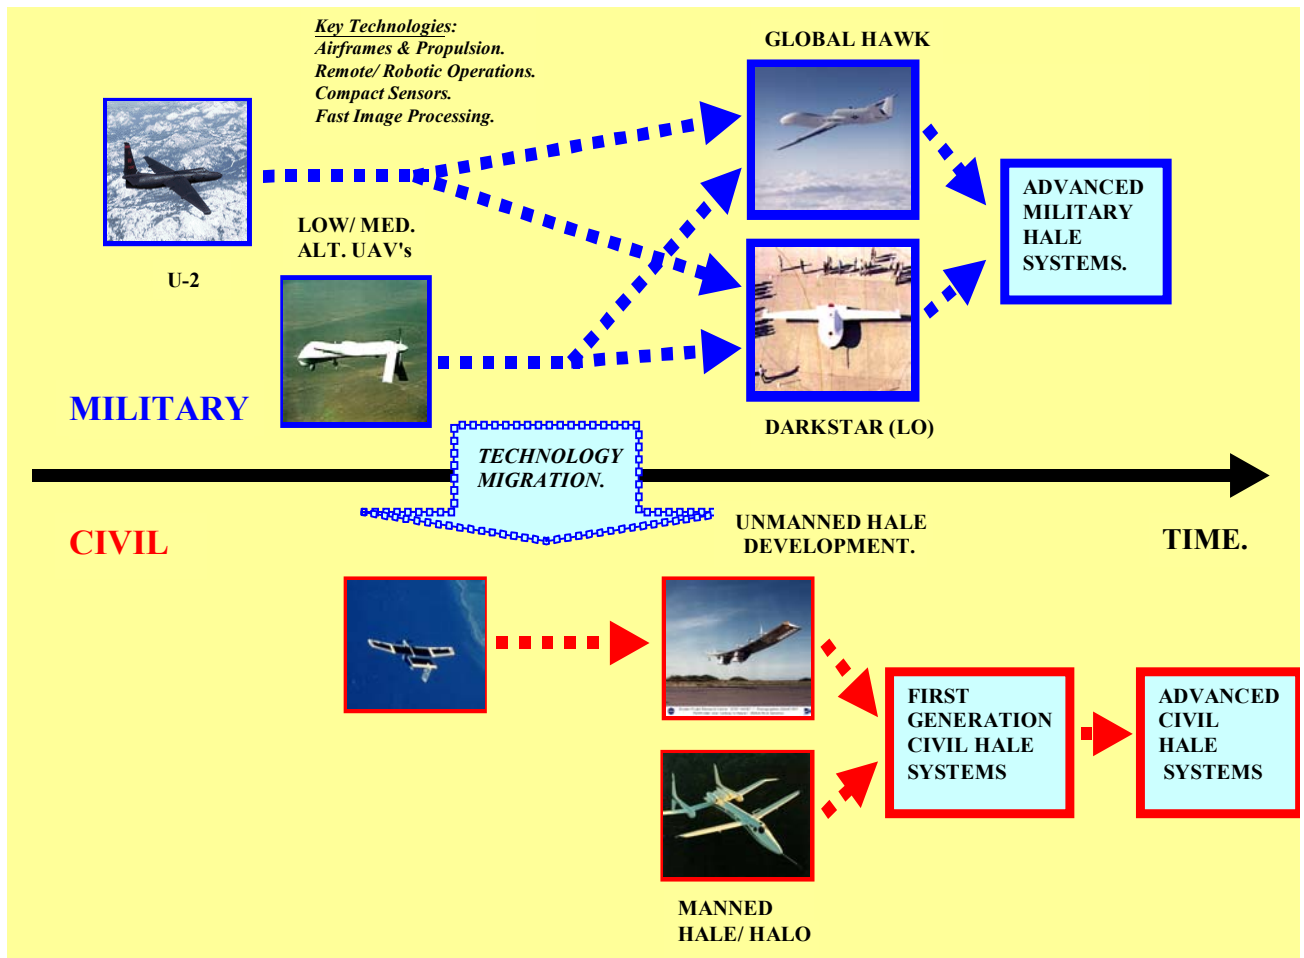 Key Technologies:
Airframes & Propulsion.
Remote/ Robotic Operations.
Compact Sensors.
Fast Image Processing.
GLOBAL HAWK
U-2
LOW/ MED.
ALT. UAV's
ADVANCED
MILITARY
HALE
SYSTEMS.
DARKSTAR (LO)
MILITARY
TECHNOLOGY
MIGRATION.
CIVIL
TIME.
UNMANNED HALE
DEVELOPMENT.
FIRST
GENERATION
CIVIL HALE
SYSTEMS
ADVANCED
CIVIL
HALE
SYSTEMS
MANNED
HALE/ HALO